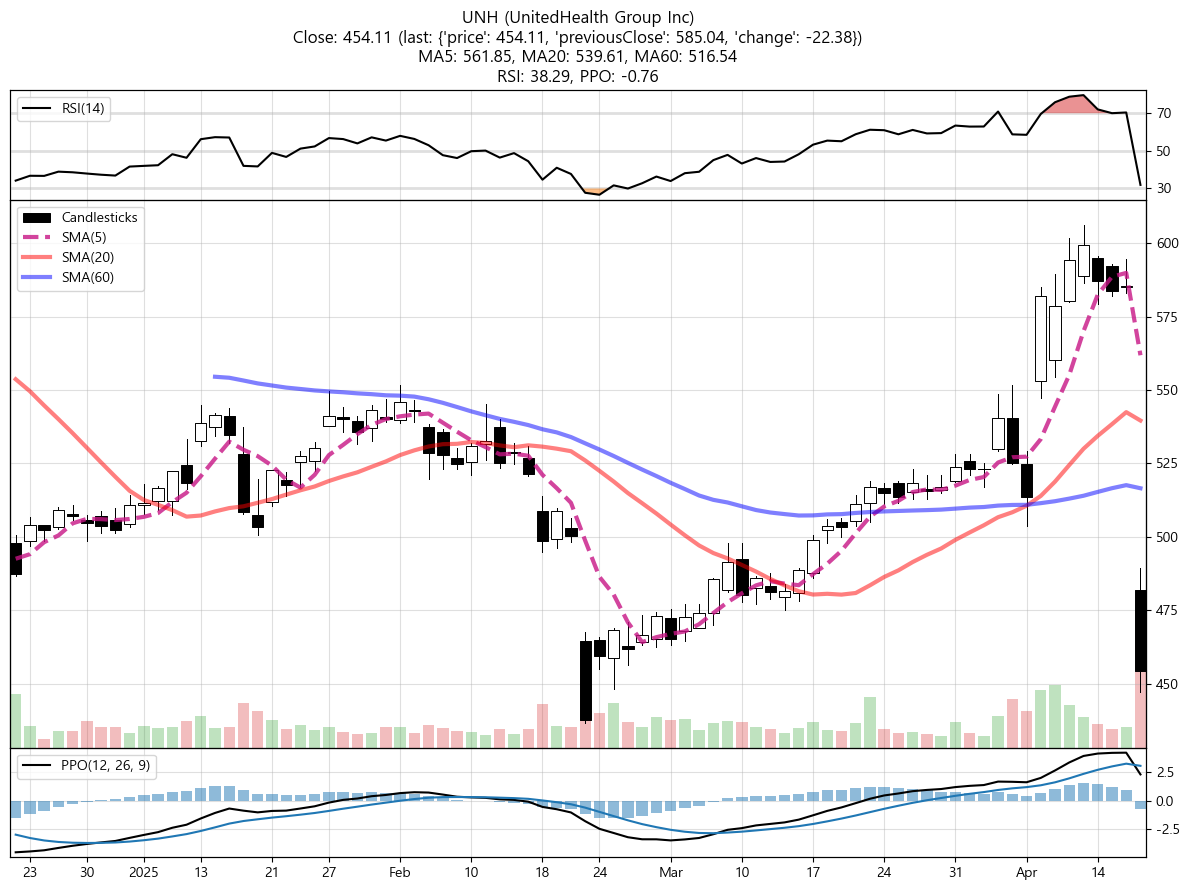 UNH (UnitedHealth Group Inc)
Close: 454.11 (last: {'price': 454.11, 'previousClose': 585.04, 'change': -22.38})
MA5: 561.85, MA20: 539.61, MA60: 516.54
RSI: 38.29, PPO: -0.76
RSI(14)
70
50
30
Candlesticks
SMA(5)
SMA(20)
SMA(60)
600
575
550
525
500
475
450
PPO(12, 26, 9)
2.5
0.0
−2.5
23 30 2025 13 21 27 Feb 10 18 24 Mar 10 17 24 31 Apr 14